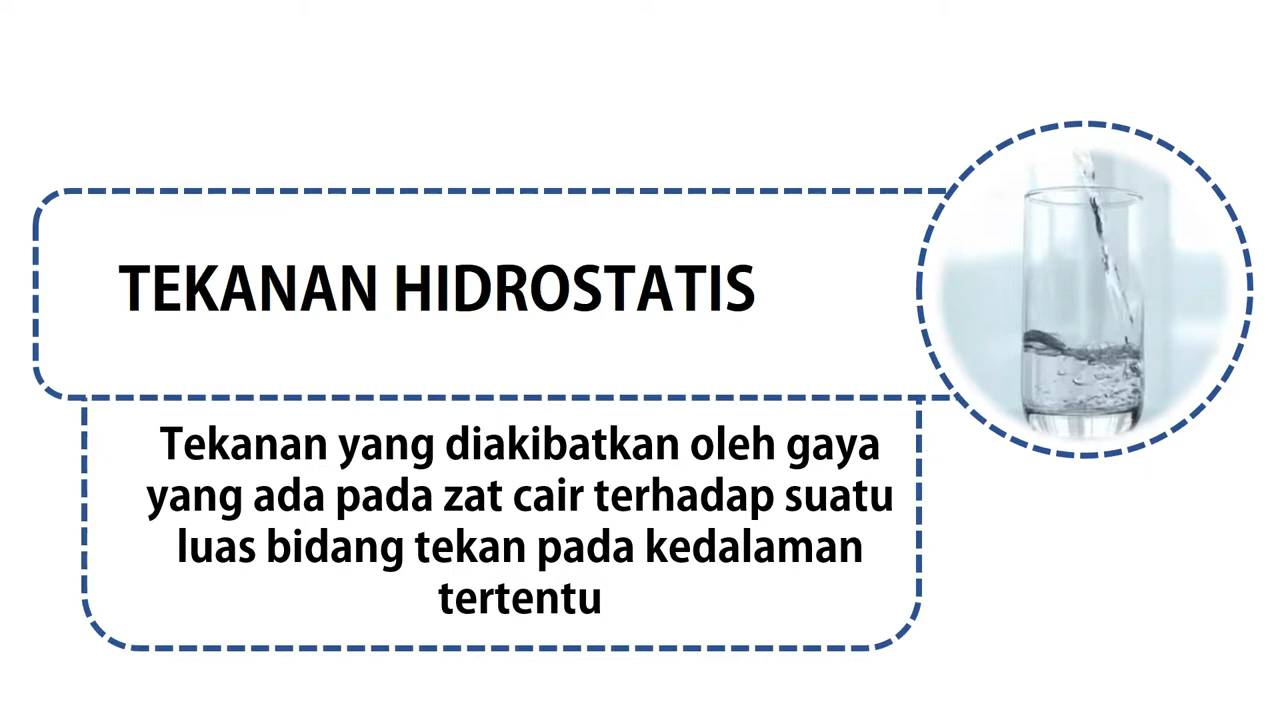 TEKANAN HIDROSTATIS
Tekanan yang diakibatkan oleh gaya
yang ada pada zat cair terhadap suatu
luas bidang tekan pada kedalaman
tertentu